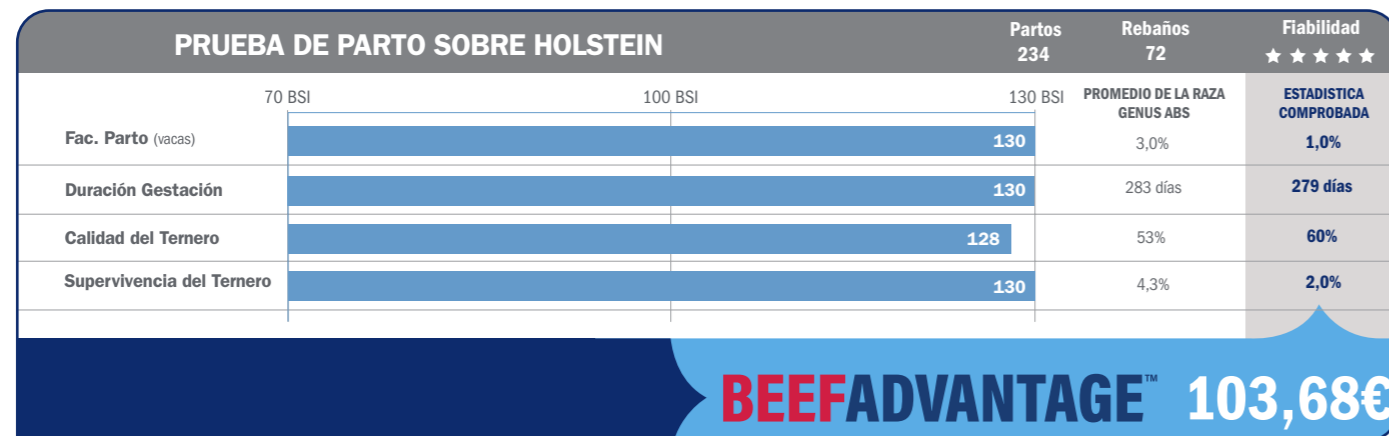 PRUEBA DE PARTO SOBRE HOLSTEIN
Partos
234
Rebaños
72
Fiabilidad
★ ★ ★ ★ ★
70 BSI 100 BSI 130 BSI
PROMEDIO DE LA RAZA
GENUS ABS
ESTADISTICA
COMPROBADA
Fac. Parto (vacas) 130 3,0% 1,0%
Duración Gestación 130 283 días 279 días
Calidad del Ternero 128 53% 60%
Supervivencia del Ternero 130 4,3% 2,0%
BEEFADVANTAGE™ 103,68€